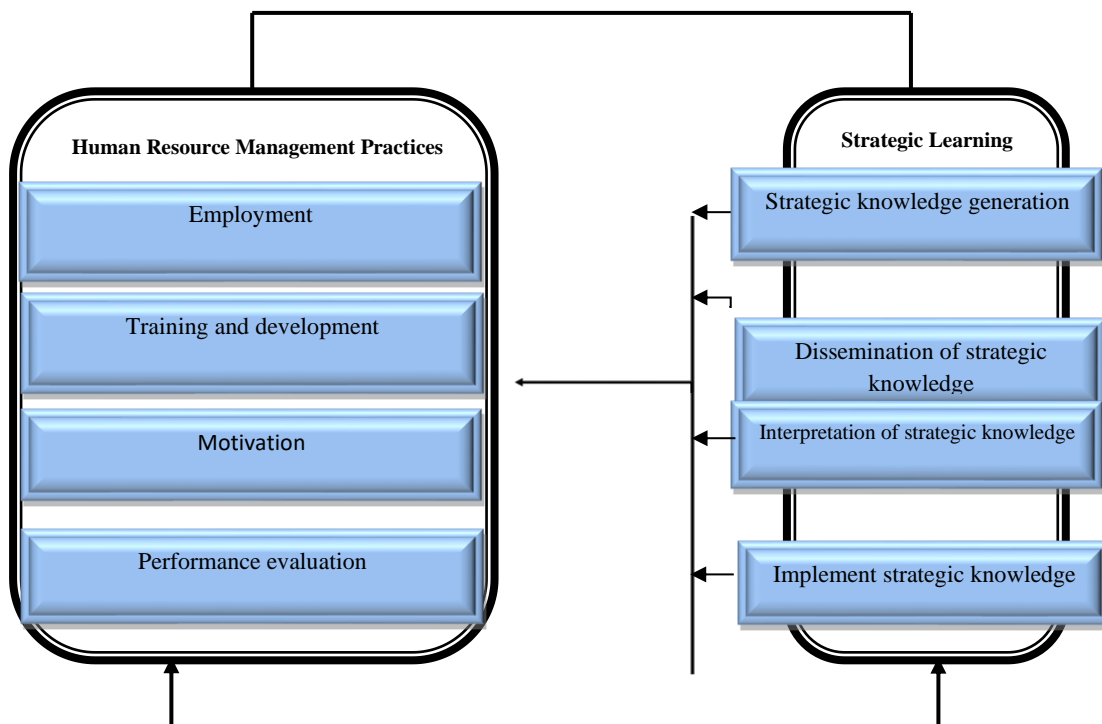 Human Resource Management Practices
Employment
Training and development
Motivation
Performance evaluation
Strategic Learning
Strategic knowledge generation
Dissemination of strategic
knowledge
Interpretation of strategic knowledge
Implement strategic knowledge